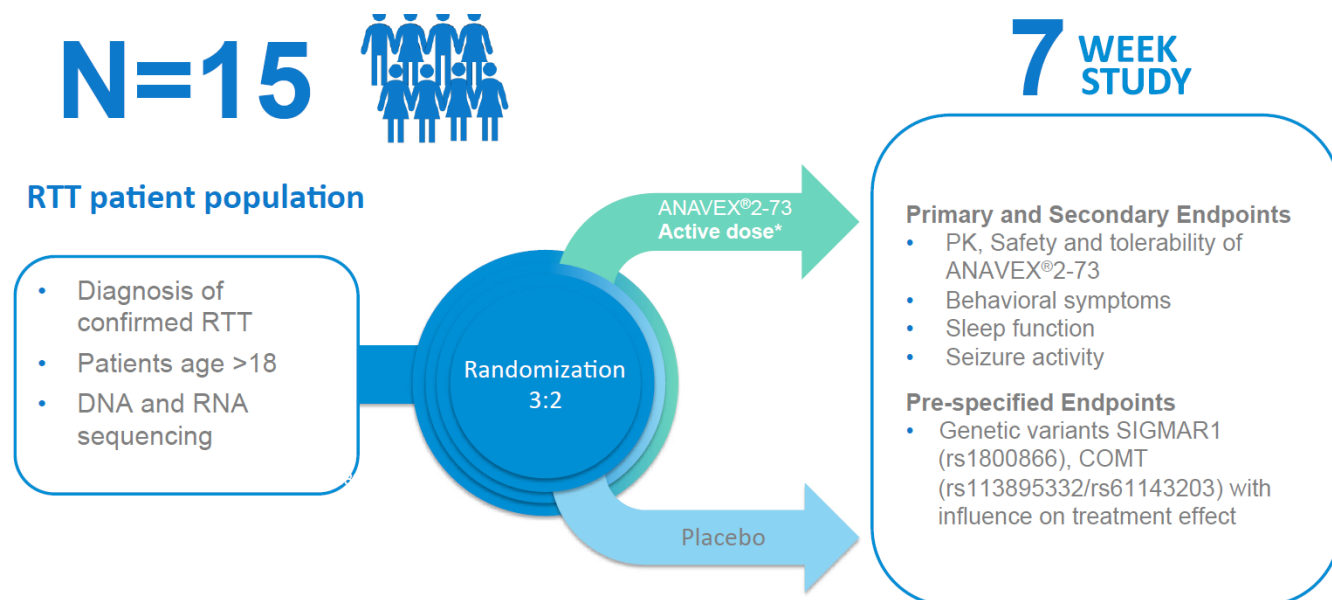 N=15
7 WEEK
STUDY
RTT patient population
• Diagnosis of
confirmed RTT
• Patients age >18
• DNA and RNA
sequencing
Randomization
3:2
ANAVEX®2-73
Active dose*
Placebo
Primary and Secondary Endpoints
• PK, Safety and tolerability of
ANAVEX®2-73
• Behavioral symptoms
• Sleep function
• Seizure activity
Pre-specified Endpoints
• Genetic variants SIGMAR1
(rs1800866), COMT
(rs113895332/rs61143203) with
influence on treatment effect